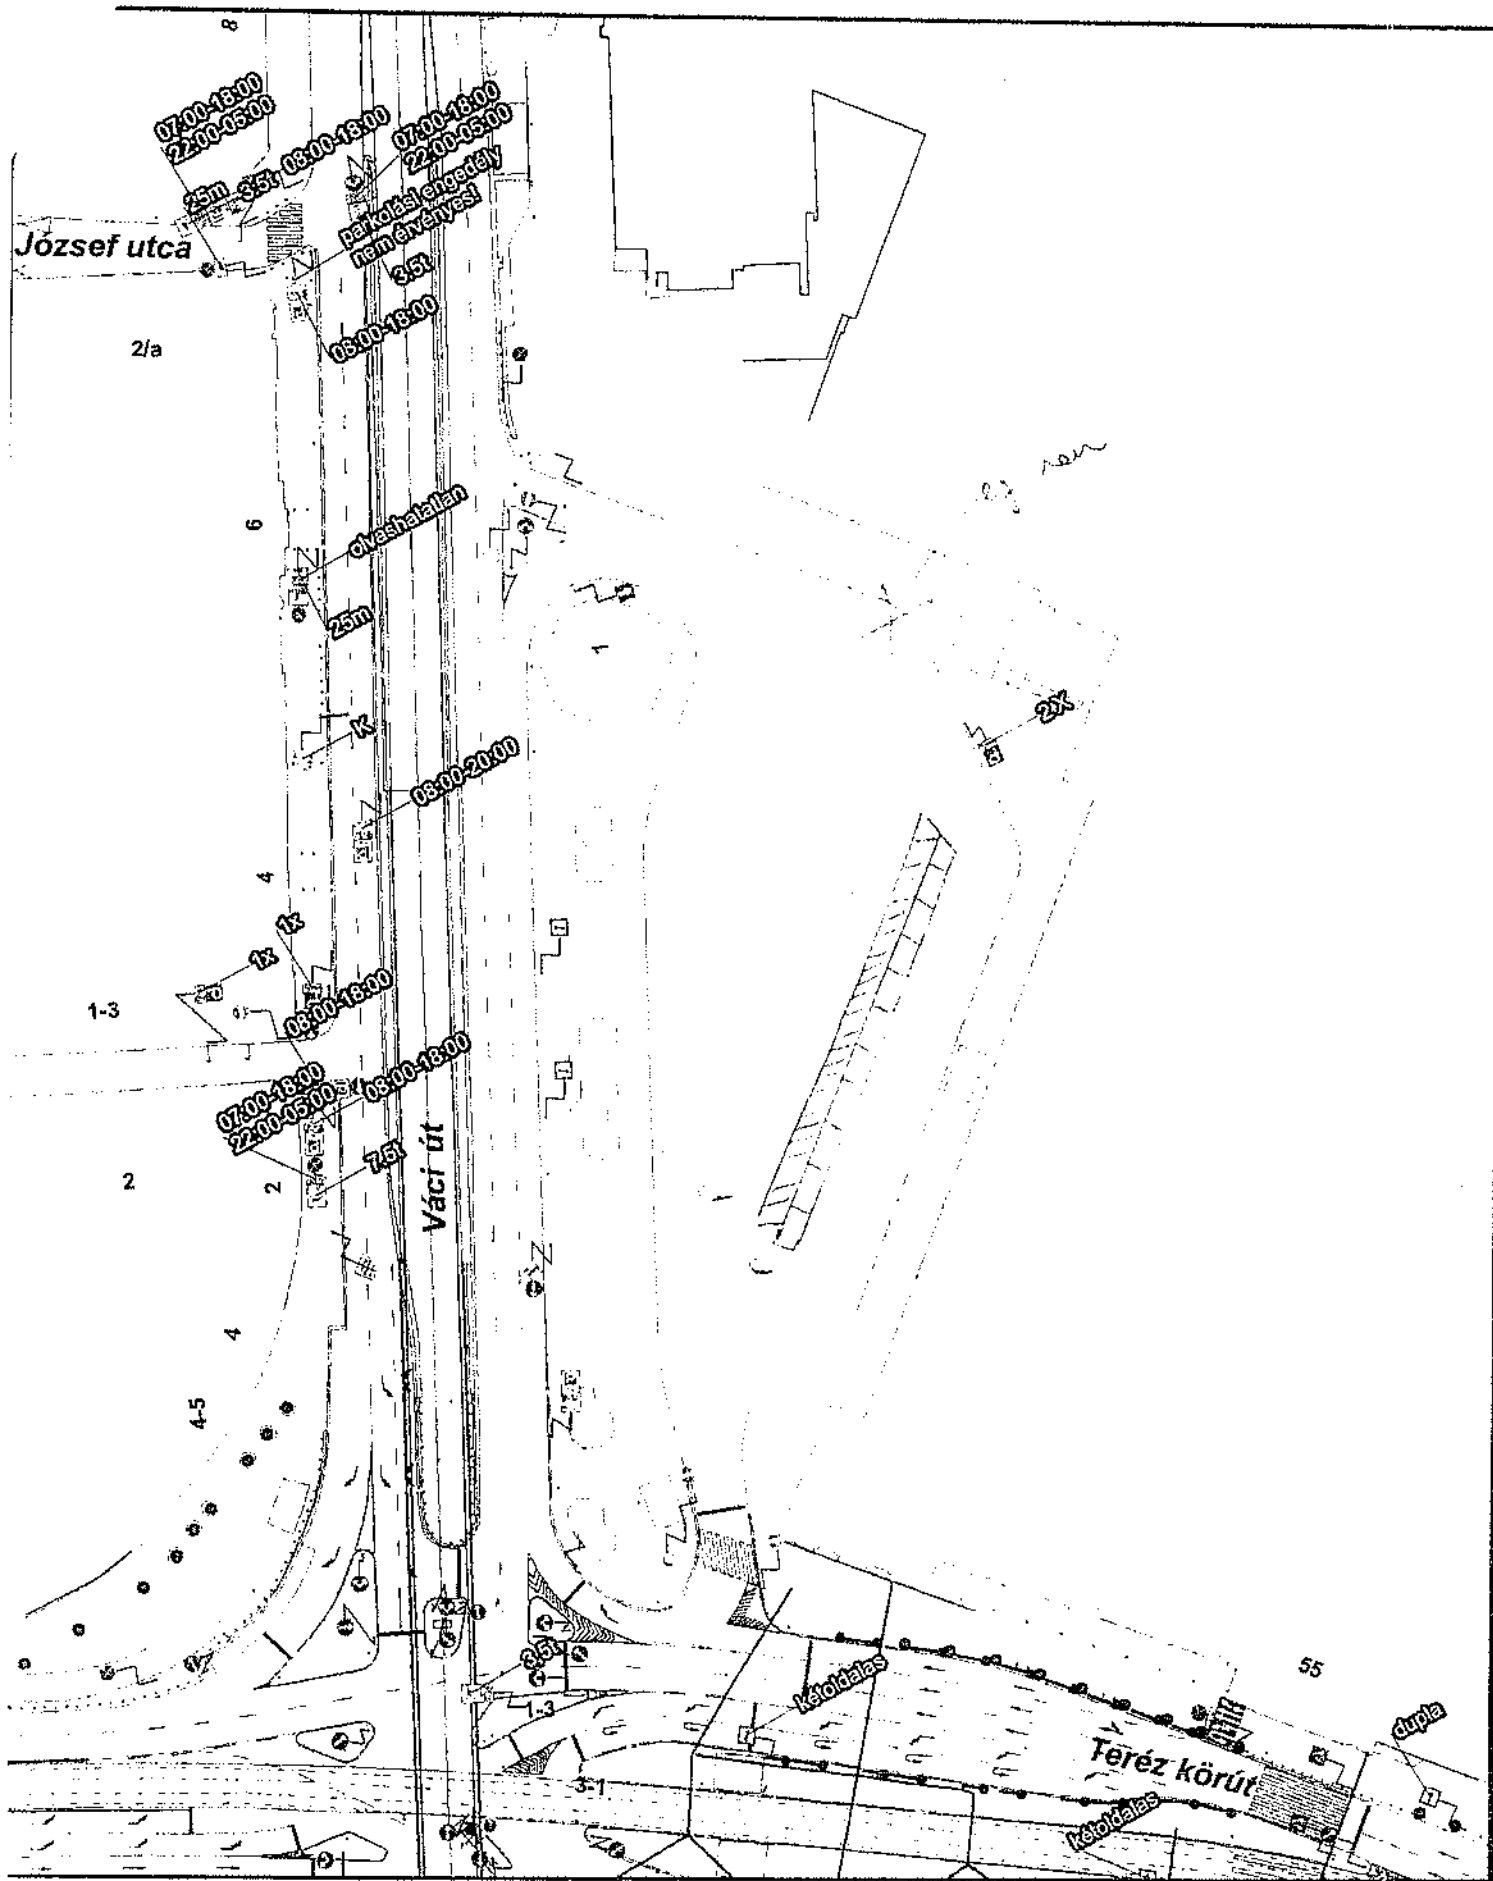 8
07:00-18:00
22:00-05:00
25m 3.5t, 08:00-18:00
07:00-18:00
22:00-05:00
parkolási engedély
nem érvényes!
József utca
3.5t
08:00-18:00
2/a
6
olvashatatlan
25m
1
2X
K
08:00-20:00
4
1x
1x
1-3
08:00-18:00
07:00-18:00
22:00-05:00
08:00-18:00
7.5t
2
2
Váci út
4
4-5
3.5t
1-3
kétoldalas
55
dupla
Teréz körút
3-1
kétoldalas